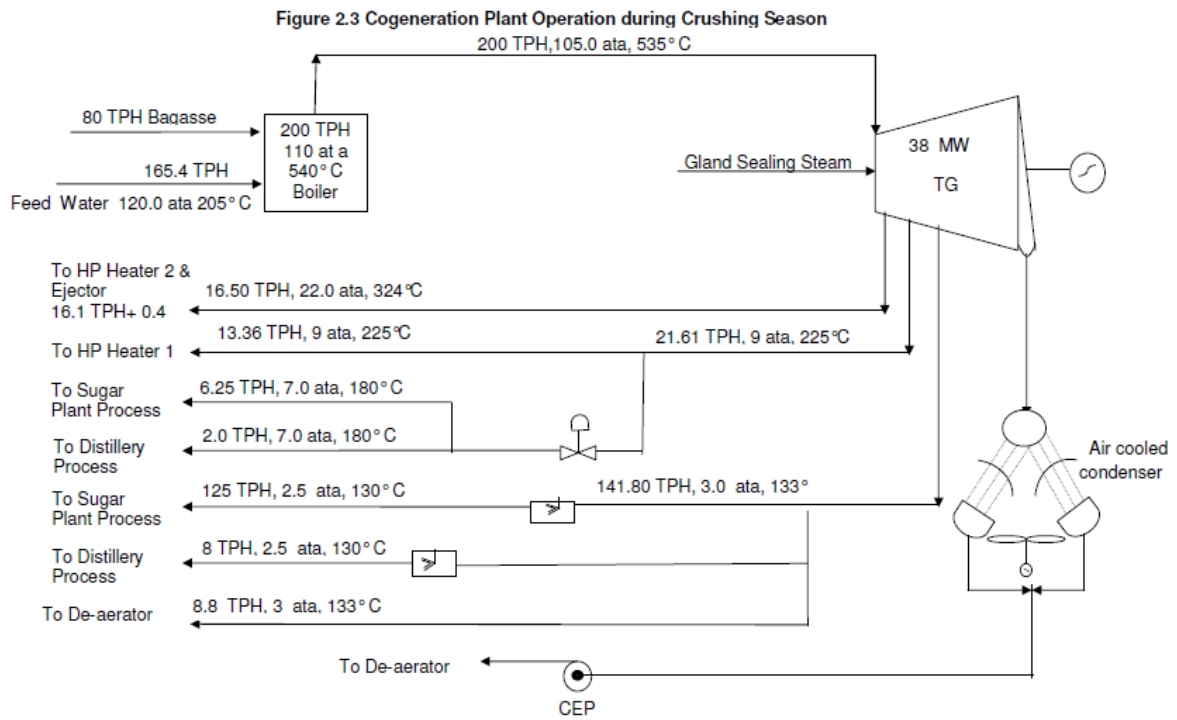 Figure 2.3 Cogeneration Plant Operation during Crushing Season
200 TPH,105.0 ata, 535°C
80 TPH Bagasse
165.4 TPH
Feed Water 120.0 ata 205°C
200 TPH
110 at a
540°C
Boiler
Gland Sealing Steam
38 MW
TG
To HP Heater 2 &
Ejector
16.1 TPH+ 0.4
16.50 TPH, 22.0 ata, 324°C
13.36 TPH, 9 ata, 225°C
21.61 TPH, 9 ata, 225°C
To HP Heater 1
To Sugar
Plant Process
6.25 TPH, 7.0 ata, 180°C
To Distillery
Process
2.0 TPH, 7.0 ata, 180°C
To Sugar
Plant Process
125 TPH, 2.5 ata, 130°C
141.80 TPH, 3.0 ata, 133°
Air cooled
condenser
To Distillery
Process
8 TPH, 2.5 ata, 130°C
To De-aerator
8.8 TPH, 3 ata, 133°C
To De-aerator
CEP